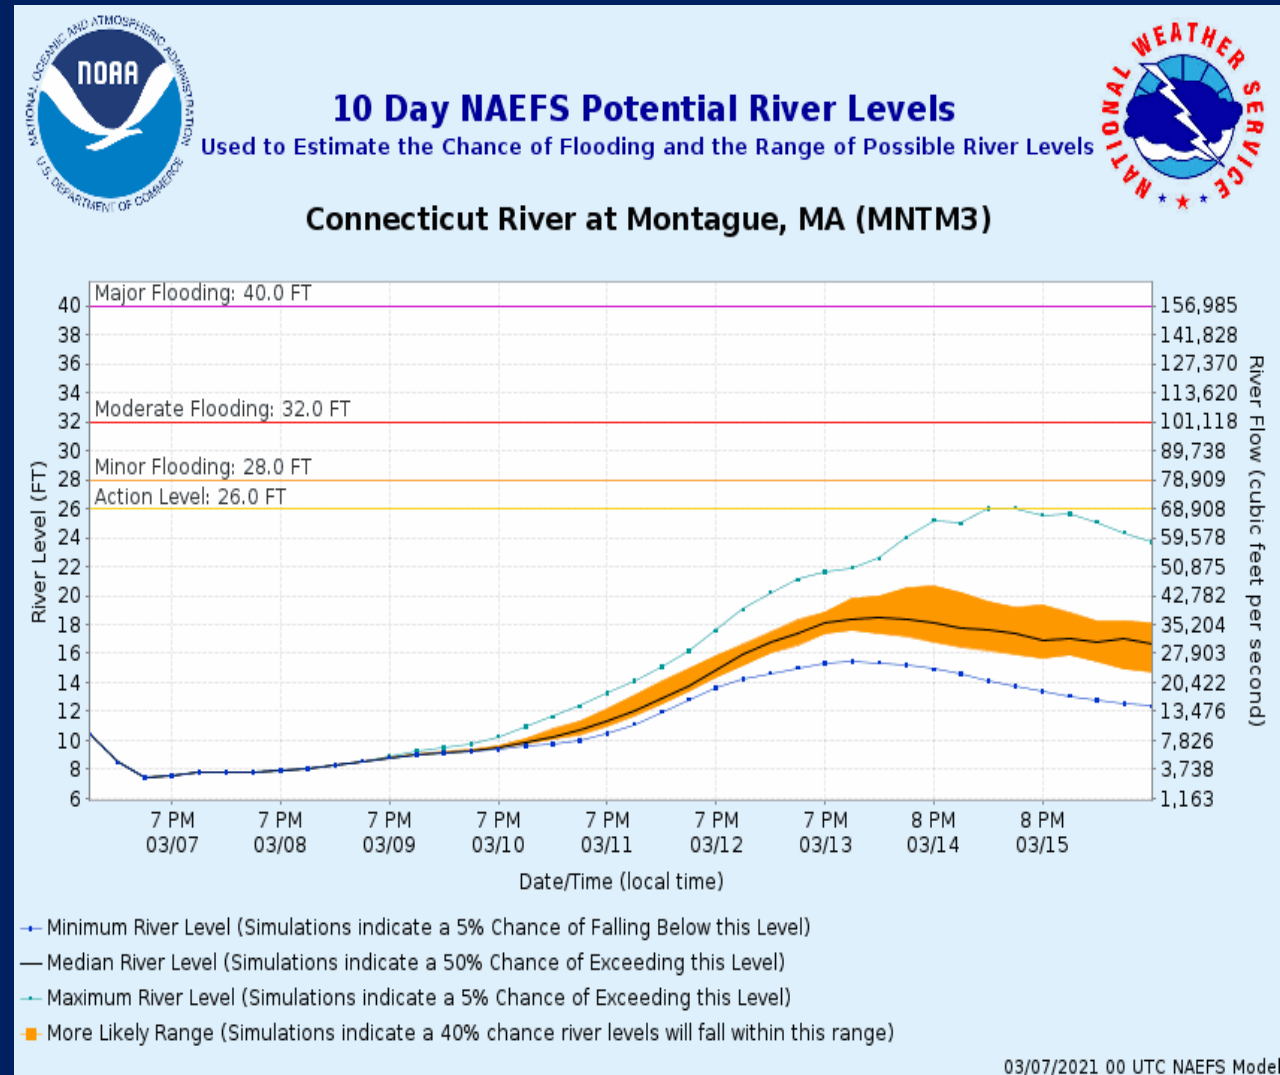 NATIONAL OCEANIC AND ATMOSPHERIC ADMINISTRATION
U.S. DEPARTMENT OF COMMERCE
NOAA
NATIONAL WEATHER SERVICE
10 Day NAEFS Potential River Levels
Used to Estimate the Chance of Flooding and the Range of Possible River Levels
Connecticut River at Montague, MA (MNTM3)
River Level (FT)
40
38
36
34
32
30
28
26
24
22
20
18
16
14
12
10
8
6
Major Flooding: 40.0 FT
Moderate Flooding: 32.0 FT
Minor Flooding: 28.0 FT
Action Level: 26.0 FT
156,985
141,828
127,370
113,620
101,118
89,738
78,909
68,908
59,578
50,875
42,782
35,204
27,903
20,422
13,476
7,826
3,738
1,163
River Flow (cubic feet per second)
7 PM 7 PM 7 PM 7 PM 7 PM 7 PM 7 PM 8 PM 8 PM
03/07 03/08 03/09 03/10 03/11 03/12 03/13 03/14 03/15
Date/Time (local time)
Minimum River Level (Simulations indicate a 5% Chance of Falling Below this Level)
Median River Level (Simulations indicate a 50% Chance of Exceeding this Level)
Maximum River Level (Simulations indicate a 5% Chance of Exceeding this Level)
More Likely Range (Simulations indicate a 40% chance river levels will fall within this range)
03/07/2021 00 UTC NAEFS Model